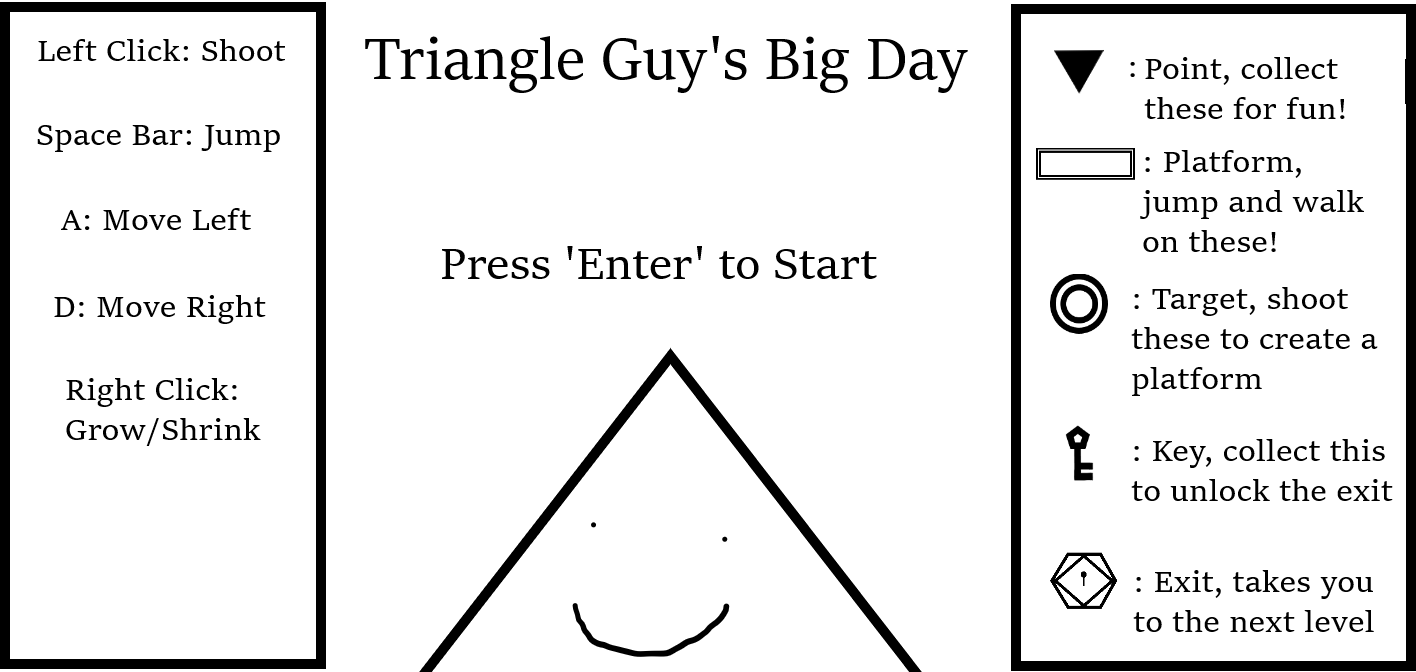 Left Click: Shoot
Space Bar: Jump
A: Move Left
D: Move Right
Right Click:
Grow/Shrink
Triangle Guy's Big Day
Press 'Enter' to Start
: Point, collect
these for fun!
: Platform,
jump and walk
on these!
: Target, shoot
these to create a
platform
: Key, collect this
to unlock the exit
: Exit, takes you
to the next level